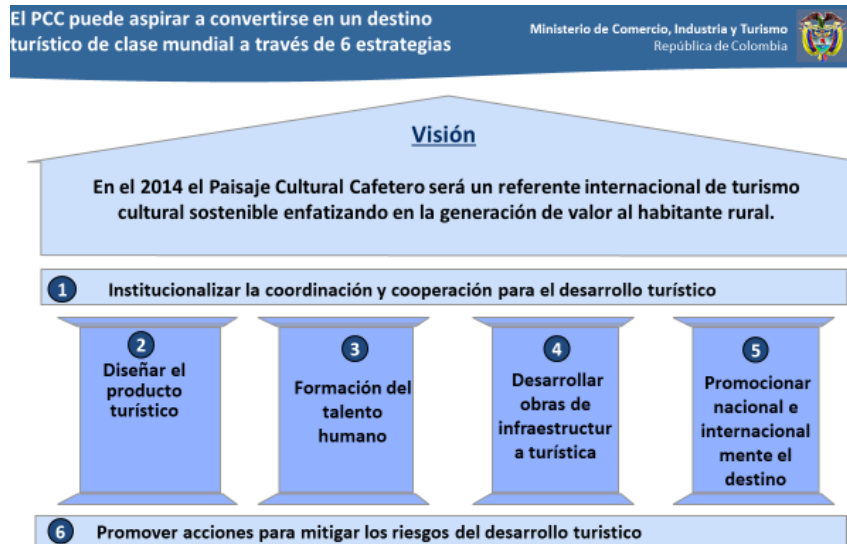 El PCC puede aspirar a convertirse en un destino
turístico de clase mundial a través de 6 estrategias
Ministerio de Comercio, Industria y Turismo
República de Colombia
Visión
En el 2014 el Paisaje Cultural Cafetero será un referente internacional de turismo
cultural sostenible enfatizando en la generación de valor al habitante rural.
1 Institucionalizar la coordinación y cooperación para el desarrollo turístico
2
Diseñar el
producto
turístico
3
Formación del
talento
humano
4
Desarrollar
obras de
infraestructur
a turística
5
Promocionar
nacional e
internacional
mente el
destino
6 Promover acciones para mitigar los riesgos del desarrollo turistico